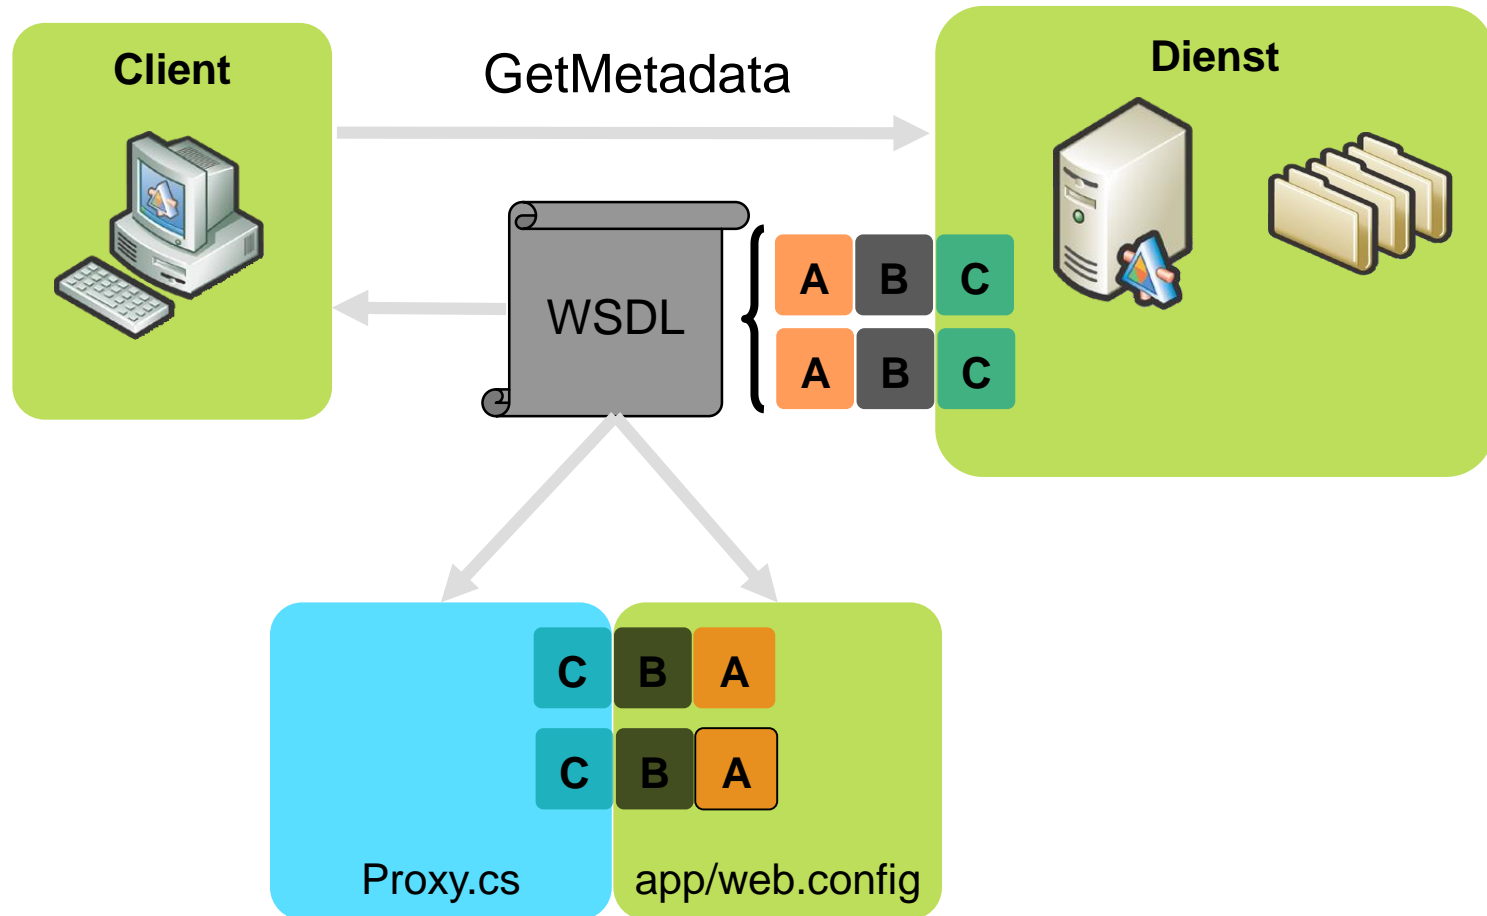 Client
GetMetadata
Dienst
WSDL
A B C
A B C
C B A
C B A
Proxy.cs
app/web.config